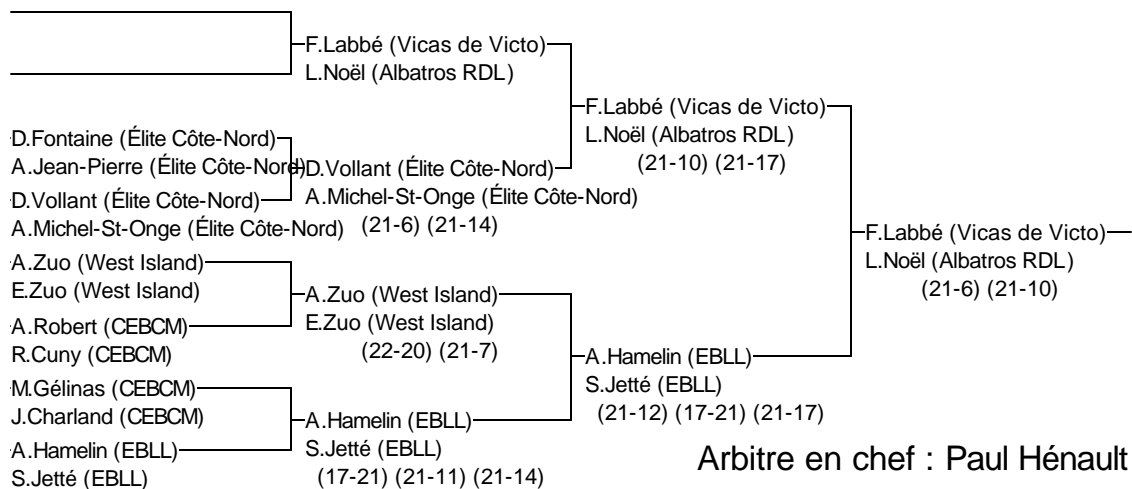 F.Labbé (Vicas de Victo)
L.Noël (Albatros RDL)
F.Labbé (Vicas de Victo)
L.Noël (Albatros RDL)
(21-10) (21-17)
D.Fontaine (Élite Côte-Nord)
A.Jean-Pierre (Élite Côte-Nord)
D.Vollant (Élite Côte-Nord)
A.Michel-St-Onge (Élite Côte-Nord)
(21-6) (21-14)
D.Vollant (Élite Côte-Nord)
A.Michel-St-Onge (Élite Côte-Nord)
F.Labbé (Vicas de Victo)
L.Noël (Albatros RDL)
(21-6) (21-10)
A.Zuo (West Island)
E.Zuo (West Island)
A.Zuo (West Island)
E.Zuo (West Island)
(22-20) (21-7)
A.Robert (CEBCM)
R.Cuny (CEBCM)
A.Hamelin (EBLL)
S.Jetté (EBLL)
(21-12) (17-21) (21-17)
M.Gélinas (CEBCM)
J.Charland (CEBCM)
A.Hamelin (EBLL)
S.Jetté (EBLL)
(17-21) (21-11) (21-14)
A.Hamelin (EBLL)
S.Jetté (EBLL)
Arbitre en chef : Paul Hénault